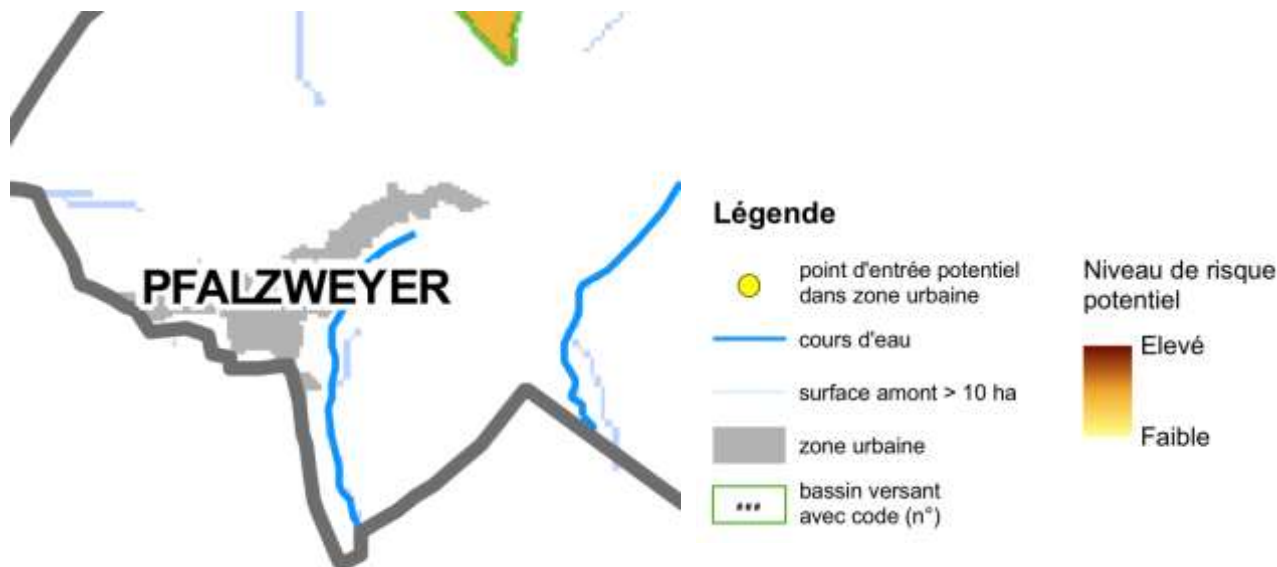 PFALZWEYER
Légende
point d'entrée potentiel
dans zone urbaine
cours d'eau
surface amont > 10 ha
zone urbaine
###
bassin versant
avec code (n°)
Niveau de risque
potentiel
Elevé
Faible